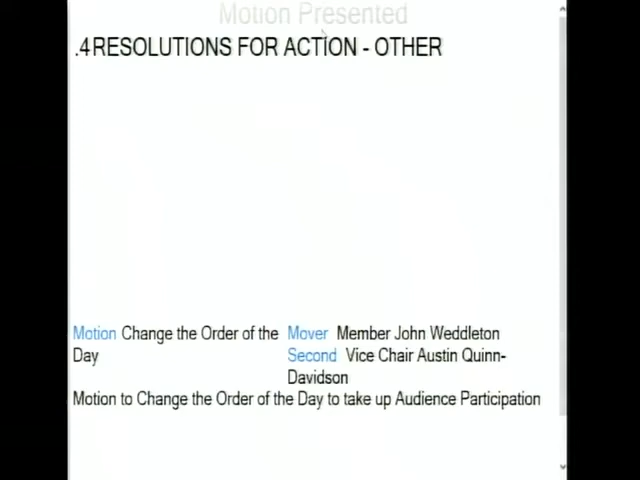 Motion Presented
.4RESOLUTIONS FOR ACTION - OTHER
Motion Change the Order of the Day
Mover Member John Weddleton
Second Vice Chair Austin Quinn-
Davidson
Motion to Change the Order of the Day to take up Audience Participation